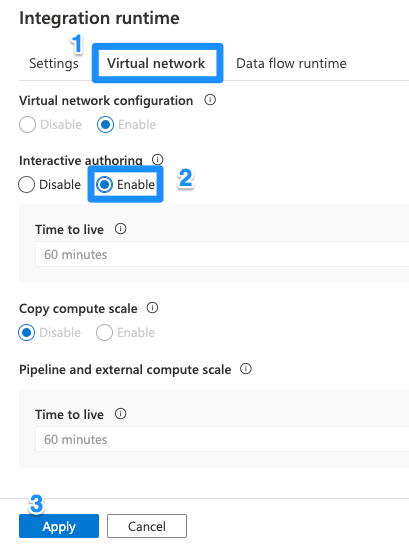 Integration runtime
1
Settings Virtual network Data flow runtime
Virtual network configuration
Disable Enable
Interactive authoring
Disable Enable 2
Time to live
60 minutes
Copy compute scale
Disable Enable
Pipeline and external compute scale
Time to live
60 minutes
3
Apply Cancel